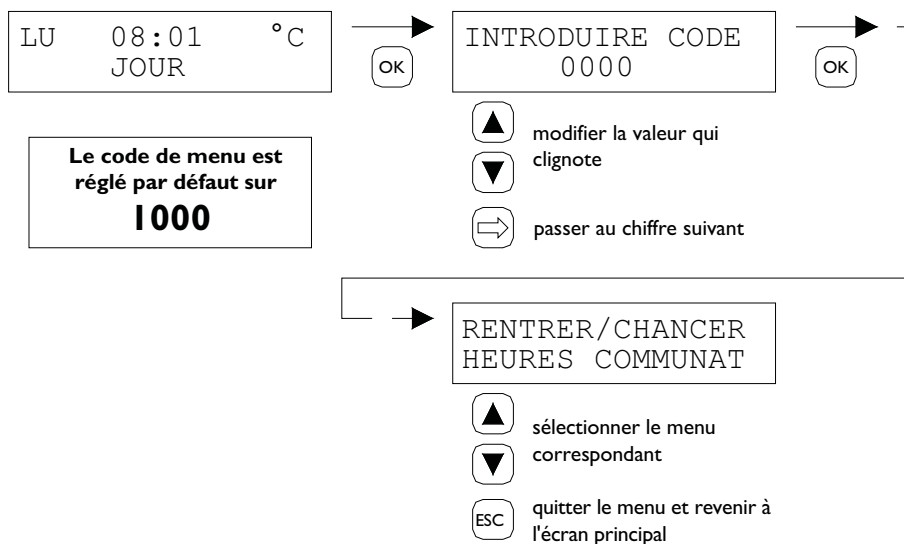 LU 08:01 °C
JOUR
OK
INTRODUIRE CODE
0000
OK
modifier la valeur qui
clignote
passer au chiffre suivant
Le code de menu est
réglé par défaut sur
1000
RENTRER/CHANCER
HEURES COMMUNAT
sélectionner le menu
correspondant
ESC
quitter le menu et revenir à
l'écran principal